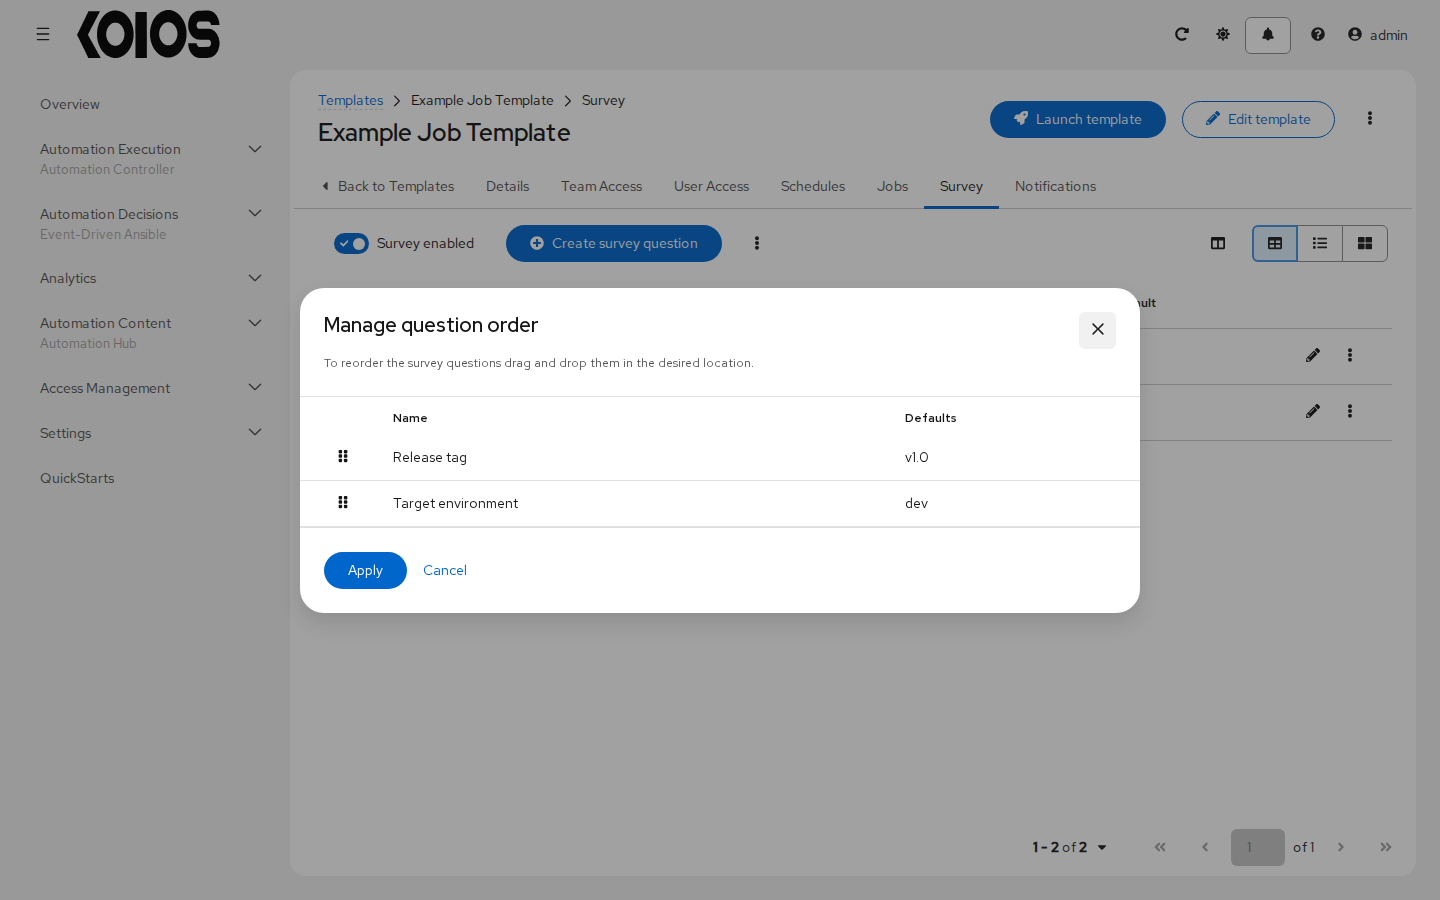 KOIOS
admin
Overview
Automation Execution
Automation Controller
Automation Decisions
Event-Driven Ansible
Analytics
Automation Content
Automation Hub
Access Management
Settings
QuickStarts
Templates > Example Job Template > Survey
Example Job Template
Launch template
Edit template
Back to Templates Details Team Access User Access Schedules Jobs Survey Notifications
Survey enabled
Create survey question
Manage question order
To reorder the survey questions drag and drop them in the desired location.
Name Defaults
Release tag v1.0
Target environment dev
Apply Cancel
1 - 2 of 2
1 of 1